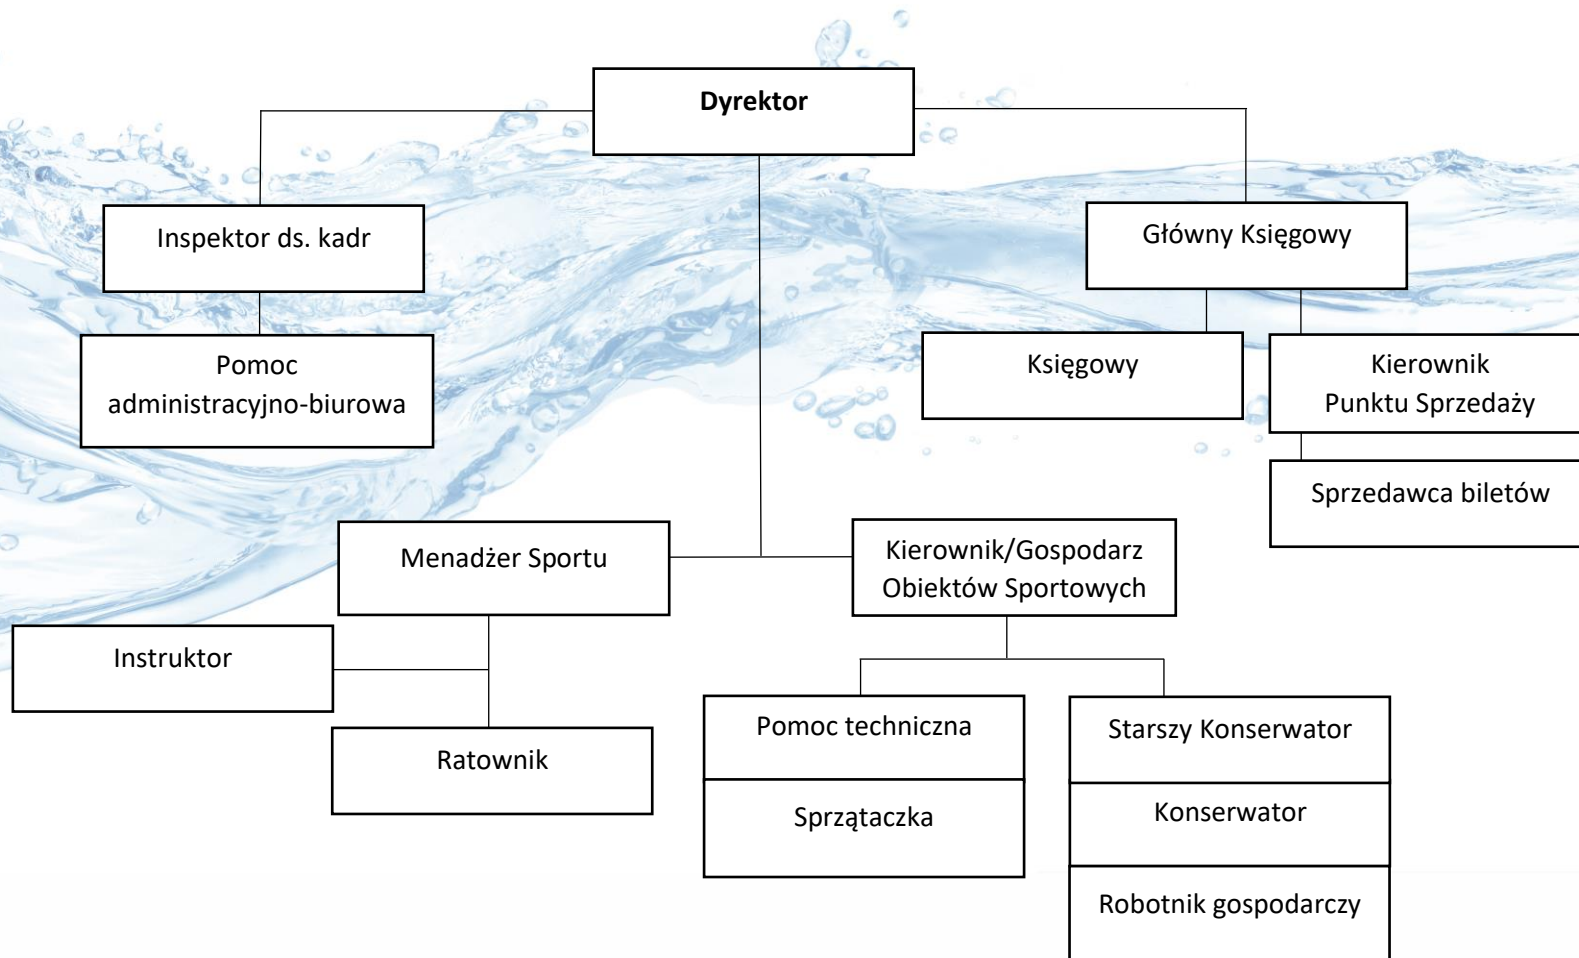 Dyrektor
Inspektor ds. kadr
Główny Księgowy
Pomoc
administracyjno-biurowa
Księgowy
Kierownik
Punktu Sprzedaży
Sprzedawca biletów
Menadżer Sportu
Kierownik/Gospodarz
Obiektów Sportowych
Instruktor
Ratownik
Pomoc techniczna
Sprzątaczka
Starszy Konserwator
Konserwator
Robotnik gospodarczy